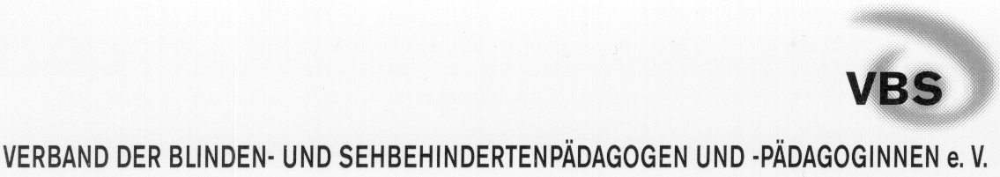 VBS
VERBAND DER BLINDEN- UND SEHBEHINDERTENPÄDAGOGEN UND -PÄDAGOGINNEN e. V.